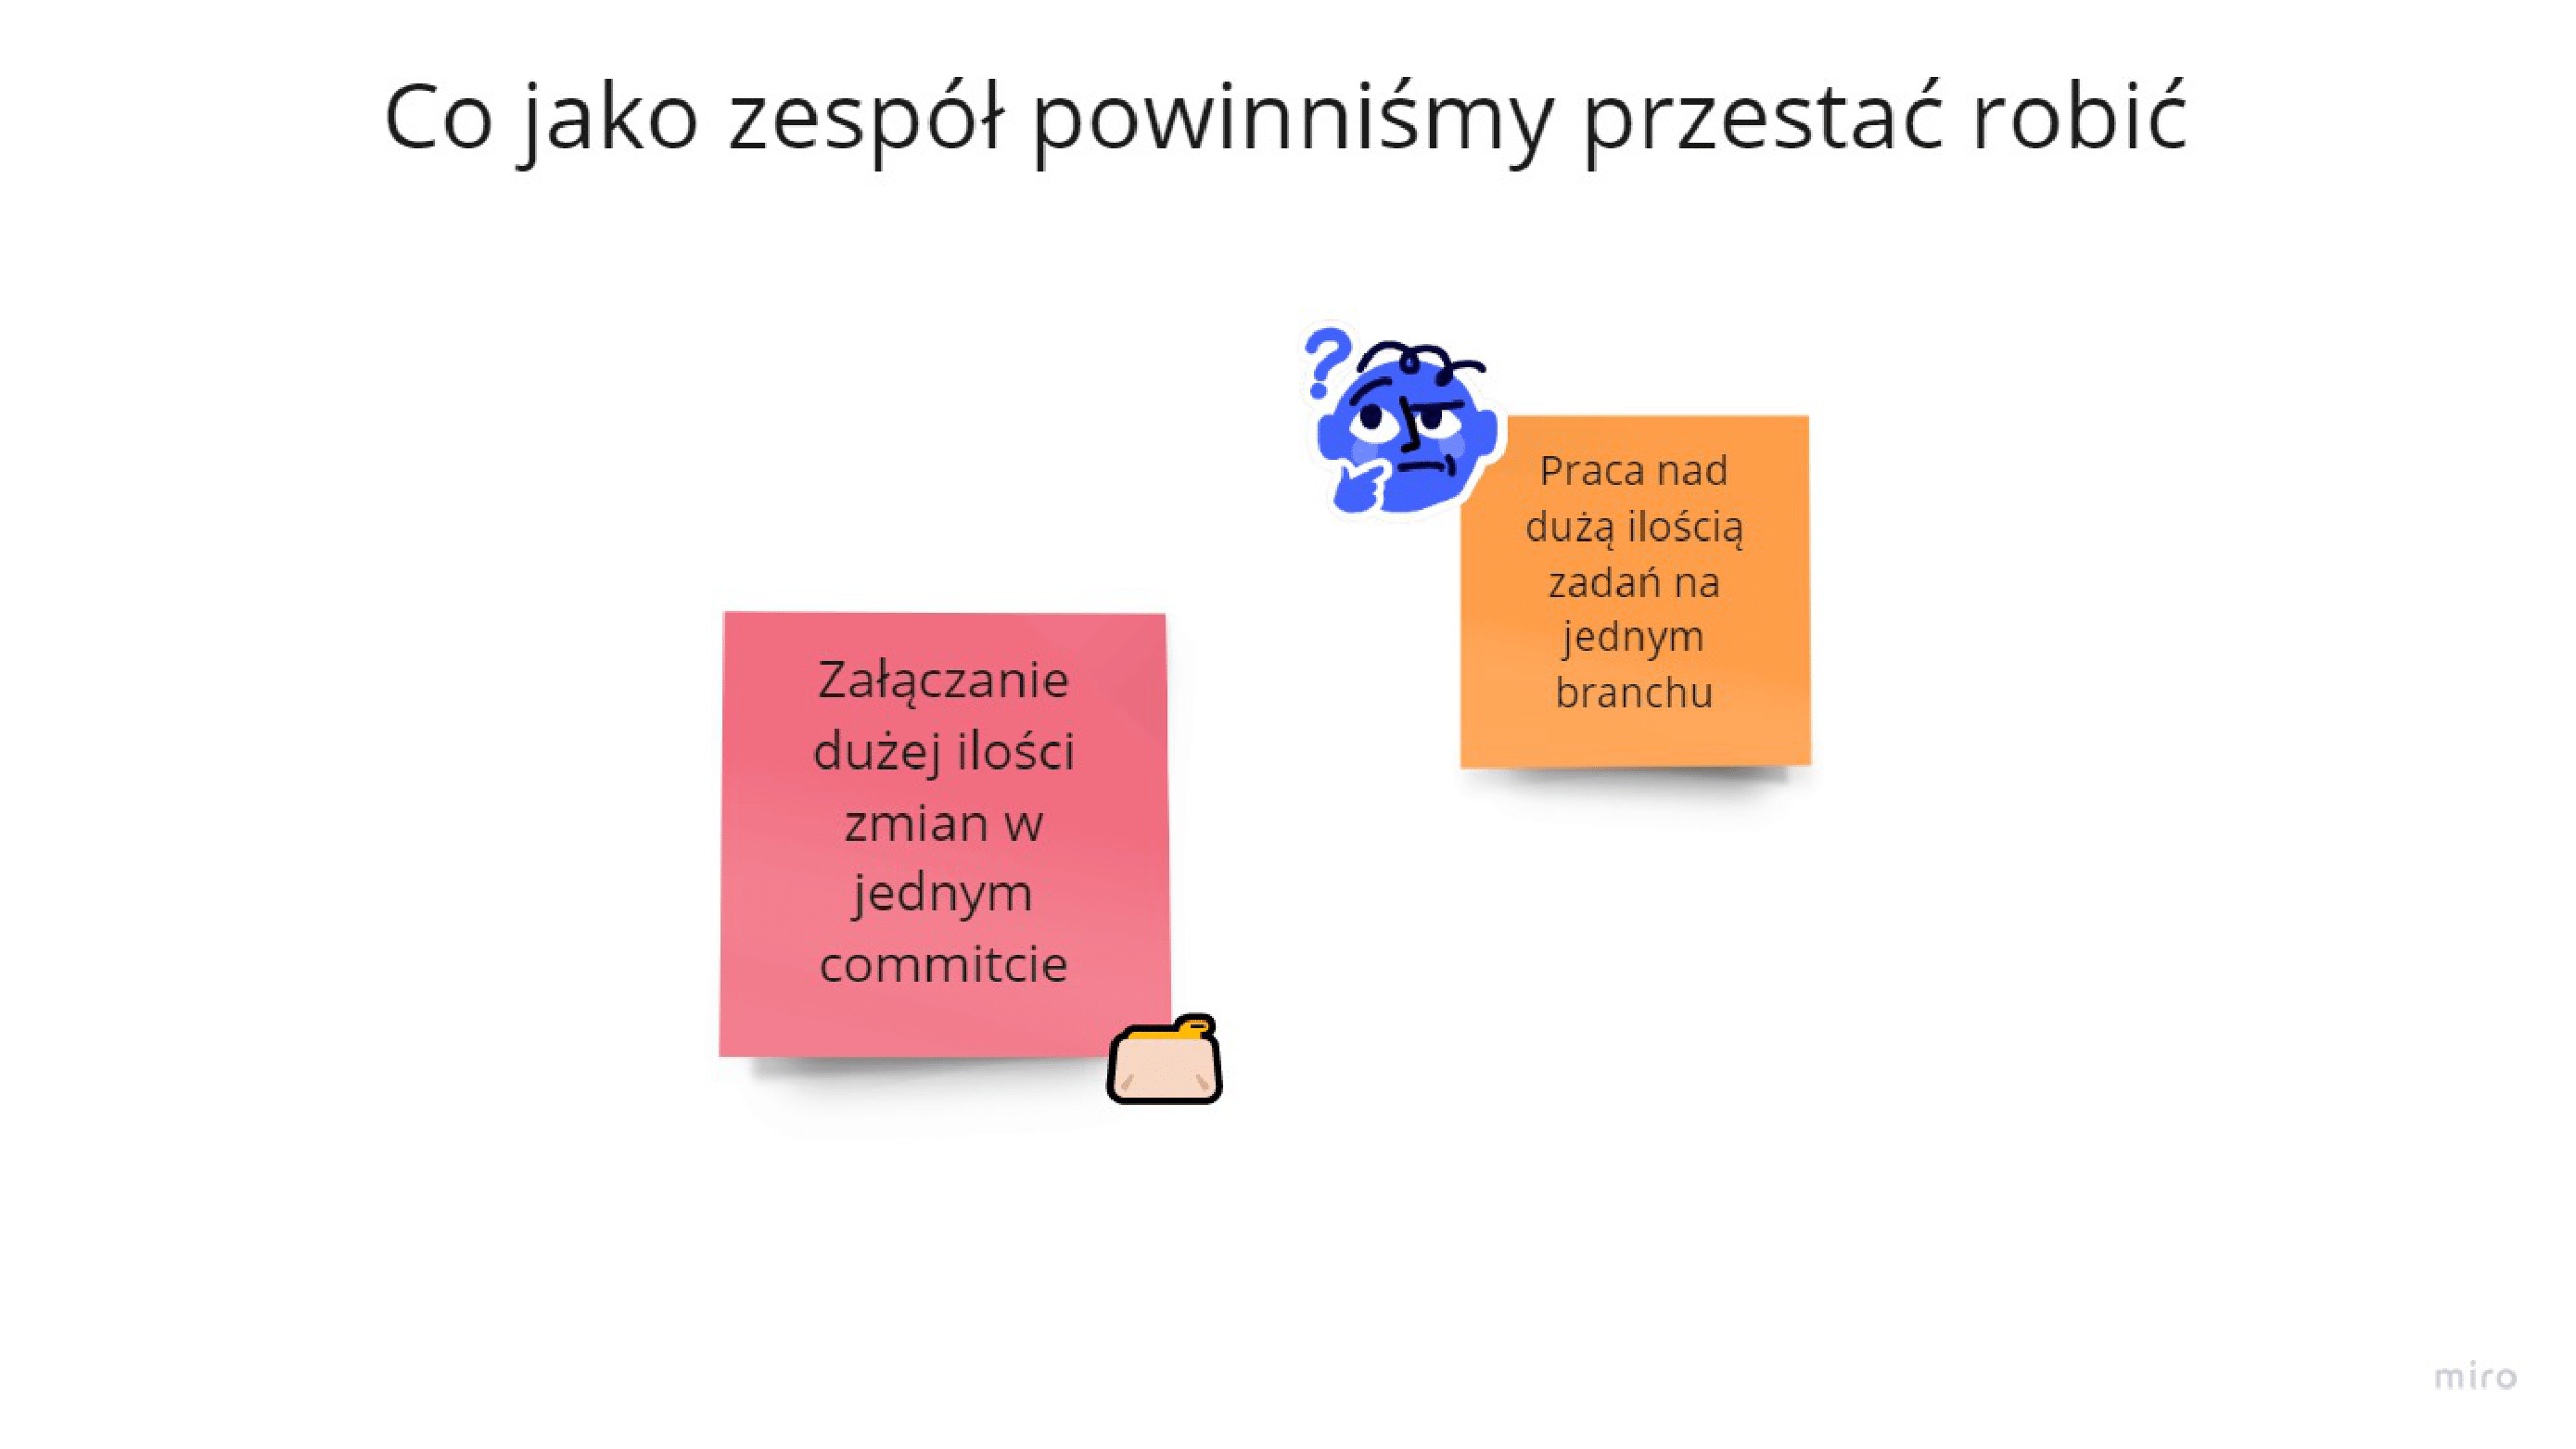 Co jako zespół powinniśmy przestać robić
?
Praca nad
dużą ilością
zadań na
jednym
branchu
Załączanie
dużej ilości
zmian w
jednym
commitcie
miro